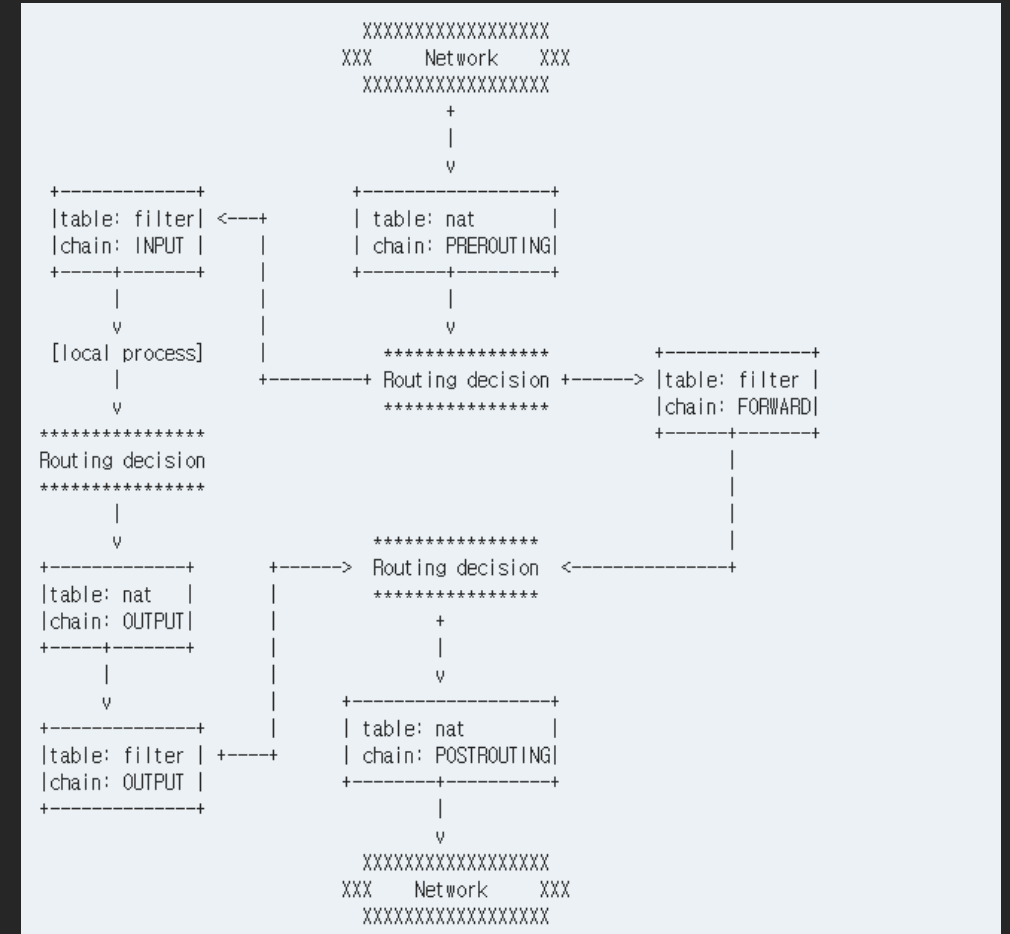 XXXXXXXXXXXXXXXXXX
                             XXX     Network    XXX
                               XXXXXXXXXXXXXXXXXX
                                       +
                                       |
                                       v
 +-------------+              +------------------+
 |table: filter| <---+        | table: nat       |
 |chain: INPUT |     |        | chain: PREROUTING|
 +-----+-------+     |        +--------+---------+
       |             |                 |
       v             |                 v
 [local process]     |           ****************          +--------------+
       |             +---------+ Routing decision +------> |table: filter |
       v                         ****************          |chain: FORWARD|
****************                                           +------+-------+
Routing decision                                                  |
****************                                                  |
       |                                                          |
       v                        ****************                  |
+-------------+       +------>  Routing decision  <---------------+
|table: nat   |       |         ****************
|chain: OUTPUT|       |               +
+-----+-------+       |               |
      |               |               v
      v               |      +-------------------+
+--------------+      |      | table: nat        |
|table: filter | +----+      | chain: POSTROUTING|
|chain: OUTPUT |             +--------+----------+
+--------------+                      |
                                      v
                               XXXXXXXXXXXXXXXXXX
                             XXX    Network     XXX
                               XXXXXXXXXXXXXXXXXX